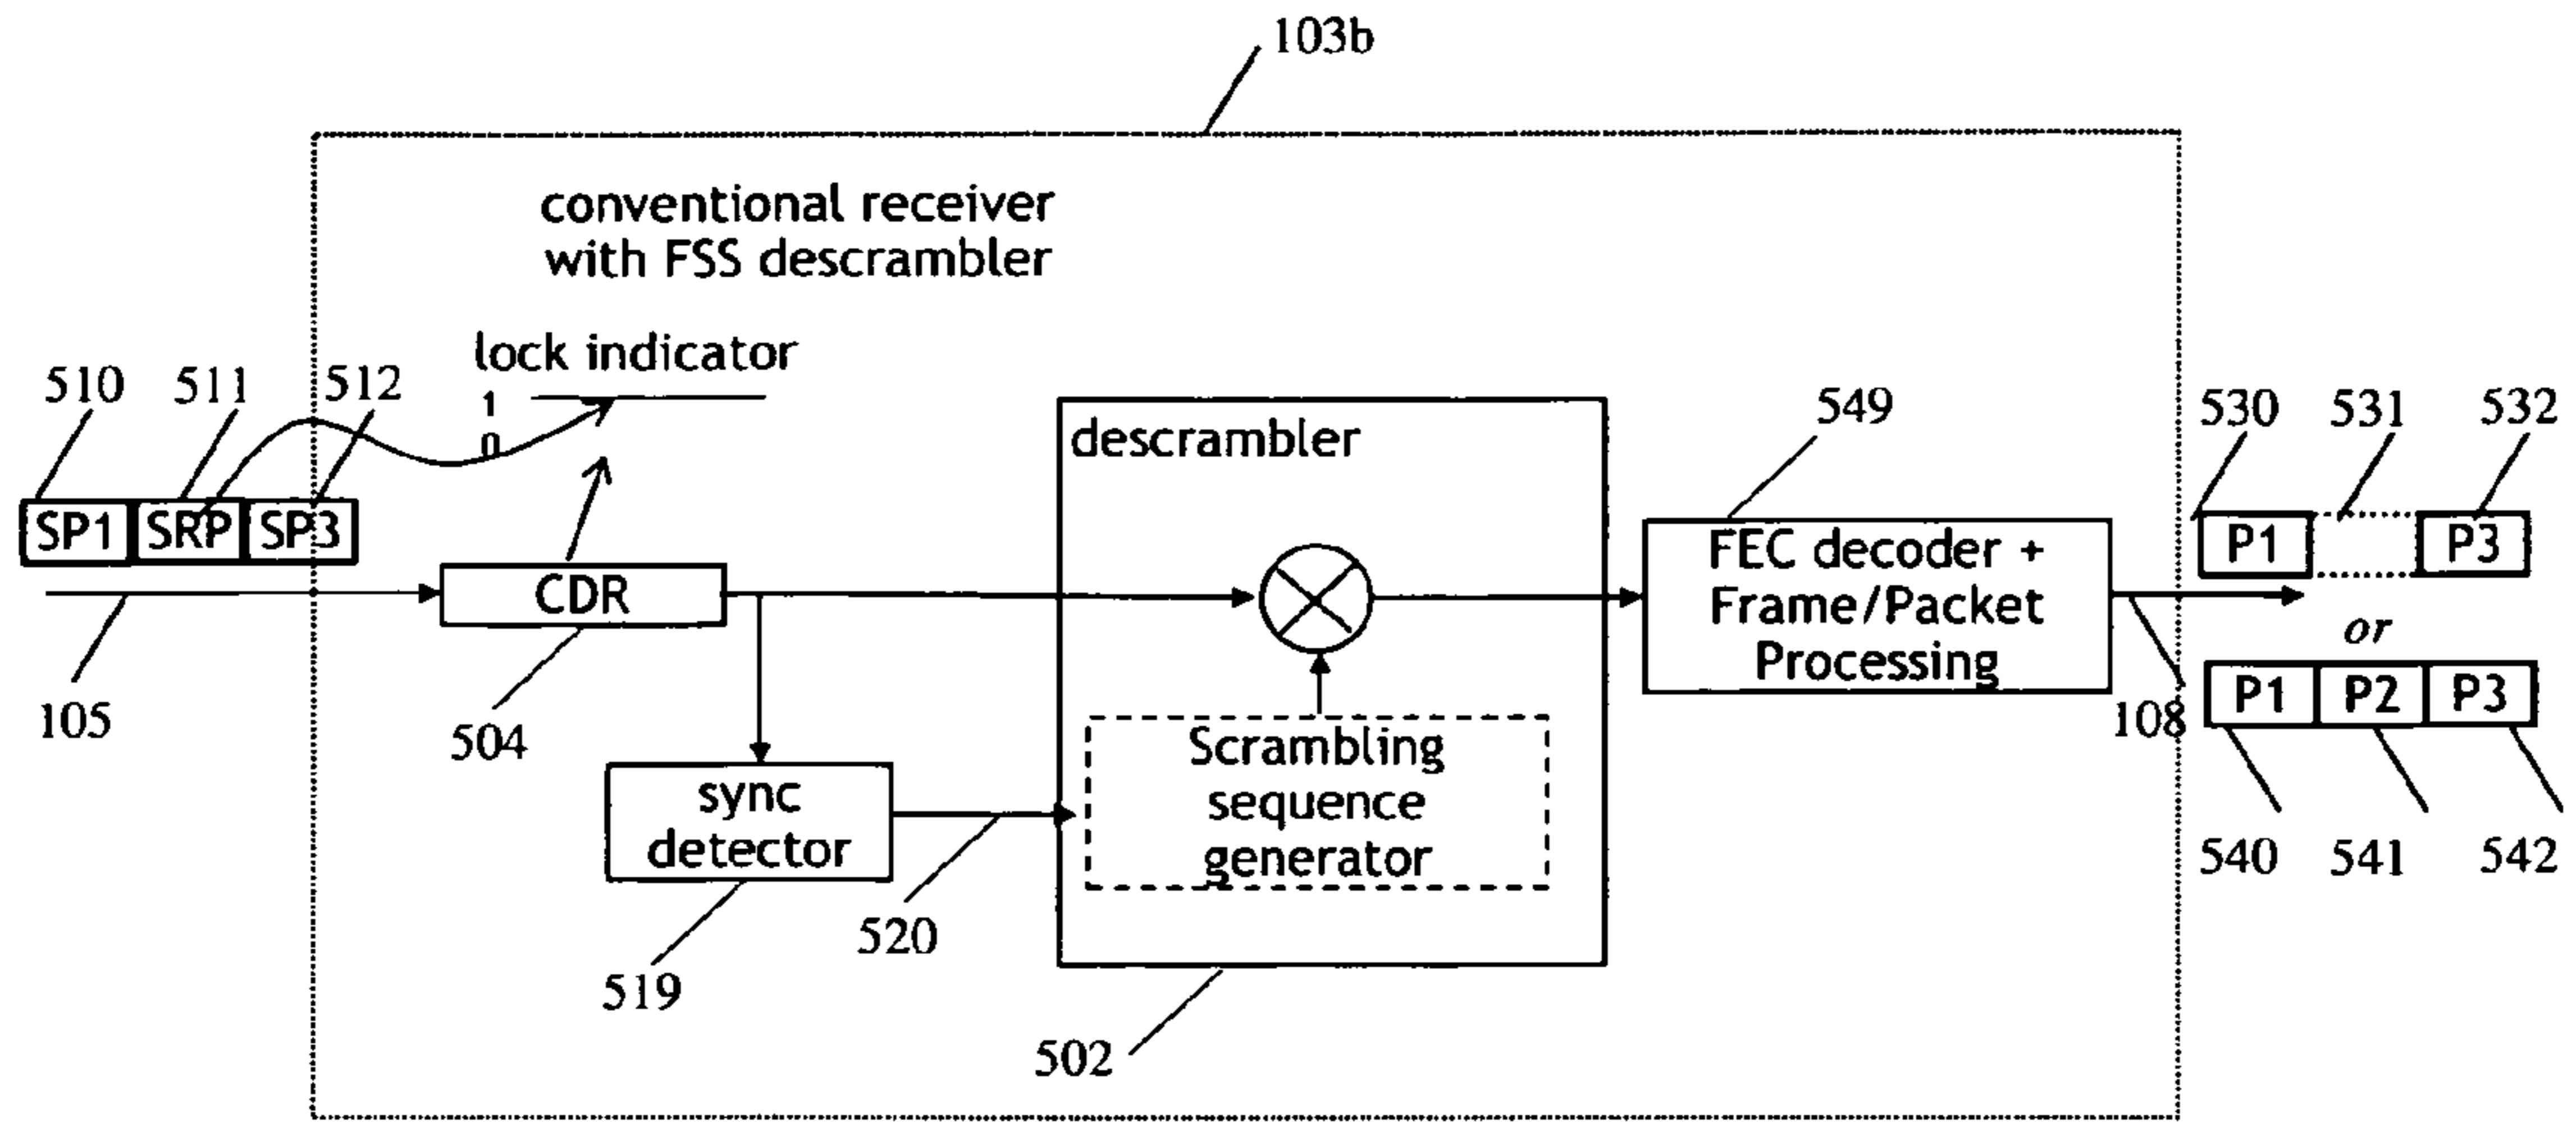 103b
conventional receiver
with FSS descrambler
lock indicator
1
0
510
511
512
SP1
SRP
SP3
105
CDR
504
sync
detector
519
520
descrambler
Scrambling
sequence
generator
502
549
FEC decoder +
Frame/Packet
Processing
108
530
531
532
P1
P3
or
P1
P2
P3
540
541
542